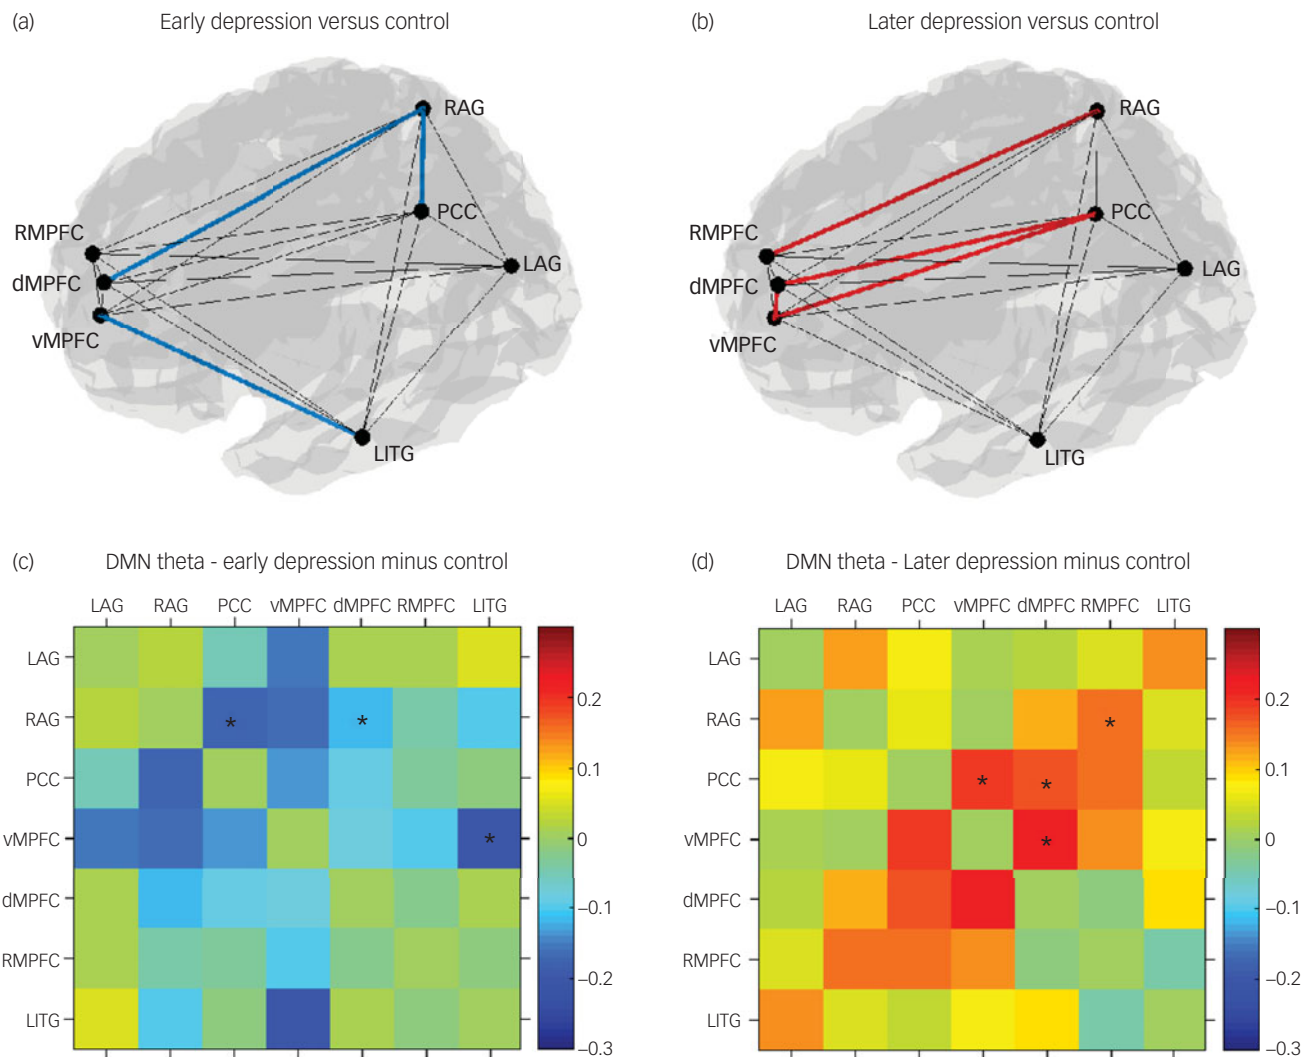 (a) Early depression versus control
(b) Later depression versus control
RAG
PCC
RMPFC
LAG
dMPFC
vMPFC
LITG
RAG
PCC
RMPFC
LAG
dMPFC
vMPFC
LITG
(c) DMN theta - early depression minus control
LAG RAG PCC vMPFC dMPFC RMPFC LITG
LAG
RAG * *
PCC
vMPFC *
dMPFC
RMPFC
LITG
0.2
0.1
0
−0.1
−0.2
−0.3
(d) DMN theta - Later depression minus control
LAG RAG PCC vMPFC dMPFC RMPFC LITG
LAG
RAG *
PCC * *
vMPFC *
dMPFC
RMPFC
LITG
0.2
0.1
0
−0.1
−0.2
−0.3